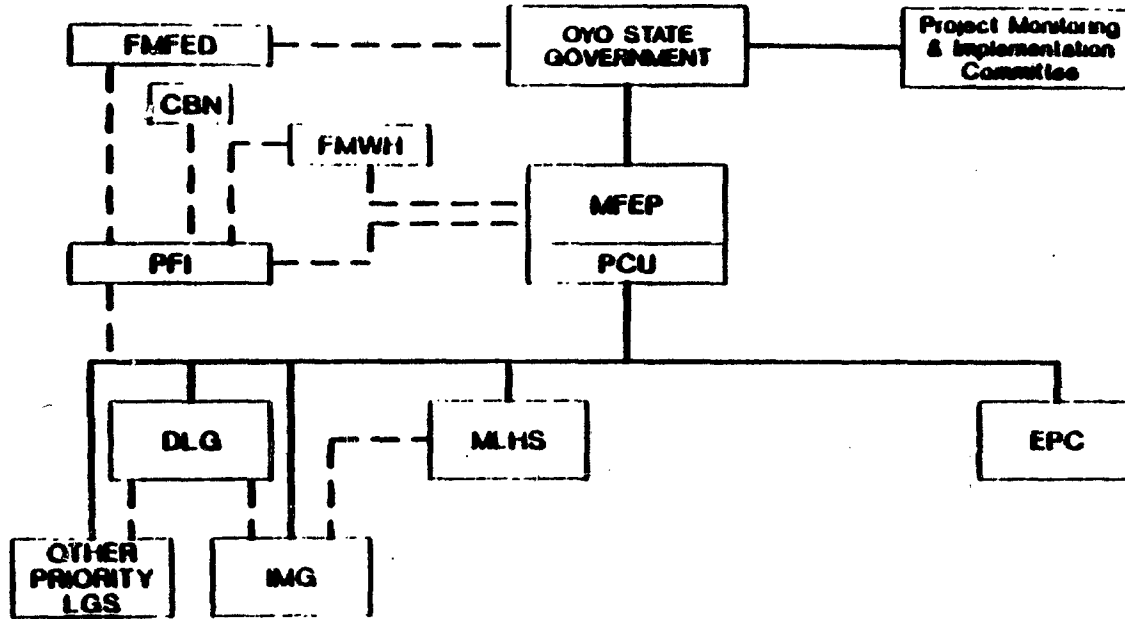 FMFED
OYO STATE
GOVERNMENT
Project Monitoring
& Implementation
Committee
CBN
FMWH
MFEP
PFI
PCU
DLG
MLHS
EPC
OTHER
PRIORITY
LGS
IMG